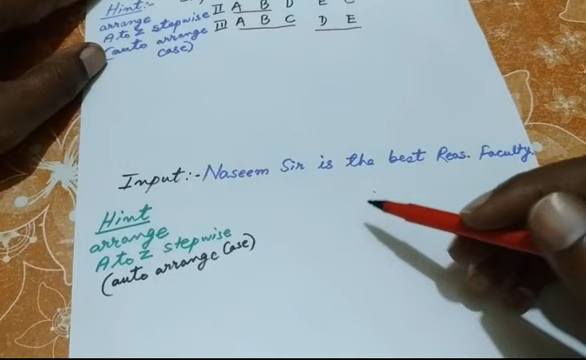 Hint:-
arrange
A to Z stepwise
(auto arrange
case)
II A B D E C
III A B C D E
Input:- Naseem Sir is the best Reas. Faculty.
Hint
arrange
A to Z stepwise
(auto arrange Case)